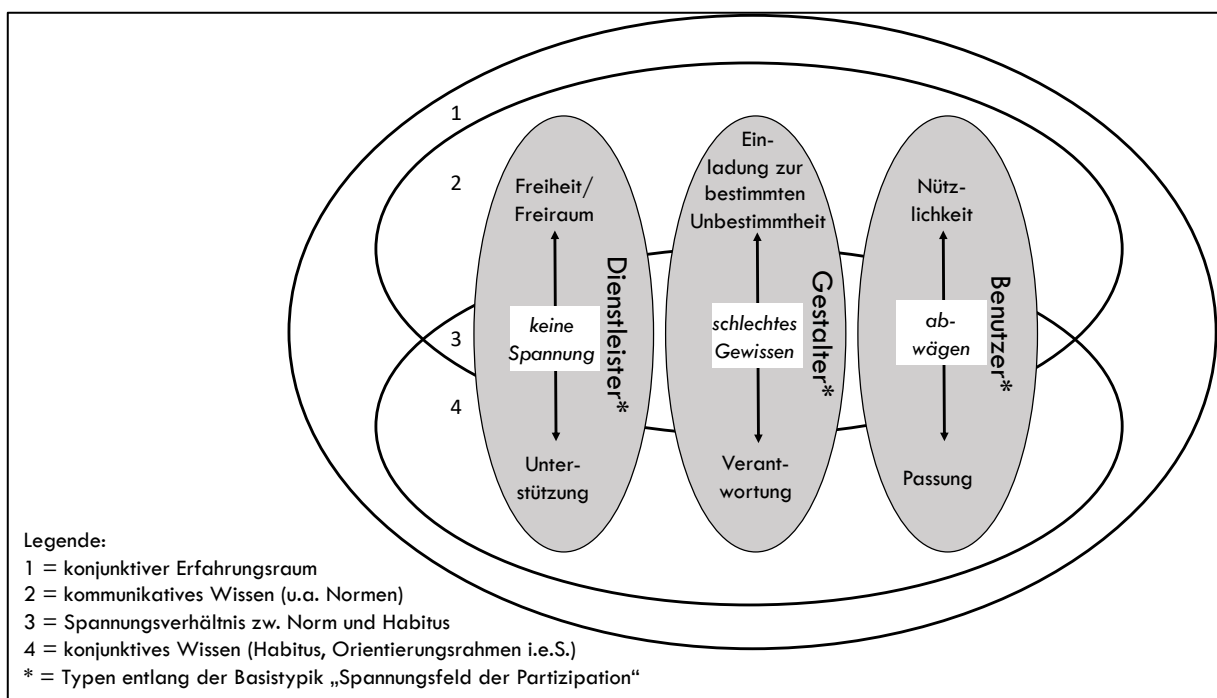 1
2
3
4
Freiheit/
Freiraum
keine
Spannung
Unter-
stützung
Dienstleister*
Ein-
ladung zur
bestimmten
Unbestimmtheit
schlechtes
Gewissen
Verant-
wortung
Gestalter*
Nütz-
lichkeit
ab-
wägen
Passung
Benutzer*
Legende:
1 = konjunktiver Erfahrungsraum
2 = kommunikatives Wissen (u.a. Normen)
3 = Spannungsverhältnis zw. Norm und Habitus
4 = konjunktives Wissen (Habitus, Orientierungsrahmen i.e.S.)
* = Typen entlang der Basistypik „Spannungsfeld der Partizipation“